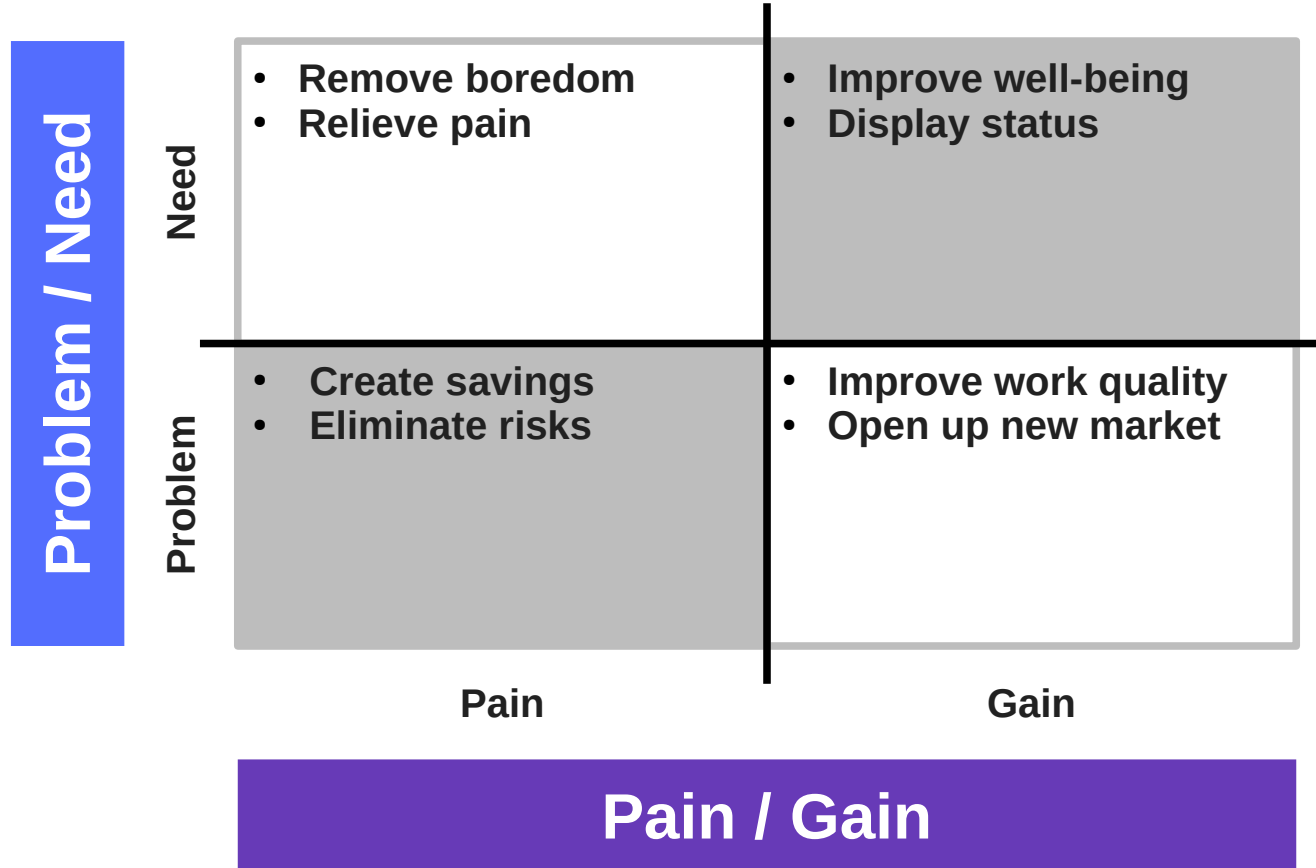 Problem / Need
Need
• Remove boredom
• Relieve pain
• Improve well-being
• Display status
Problem
• Create savings
• Eliminate risks
• Improve work quality
• Open up new market
Pain
Gain
Pain / Gain